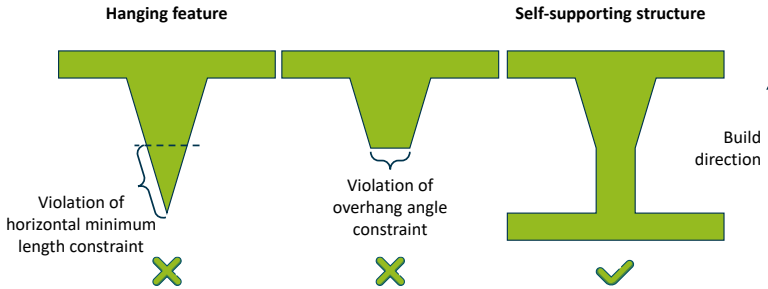 Hanging feature
Self-supporting structure
Violation of
horizontal minimum
length constraint
Violation of
overhang angle
constraint
Build
direction